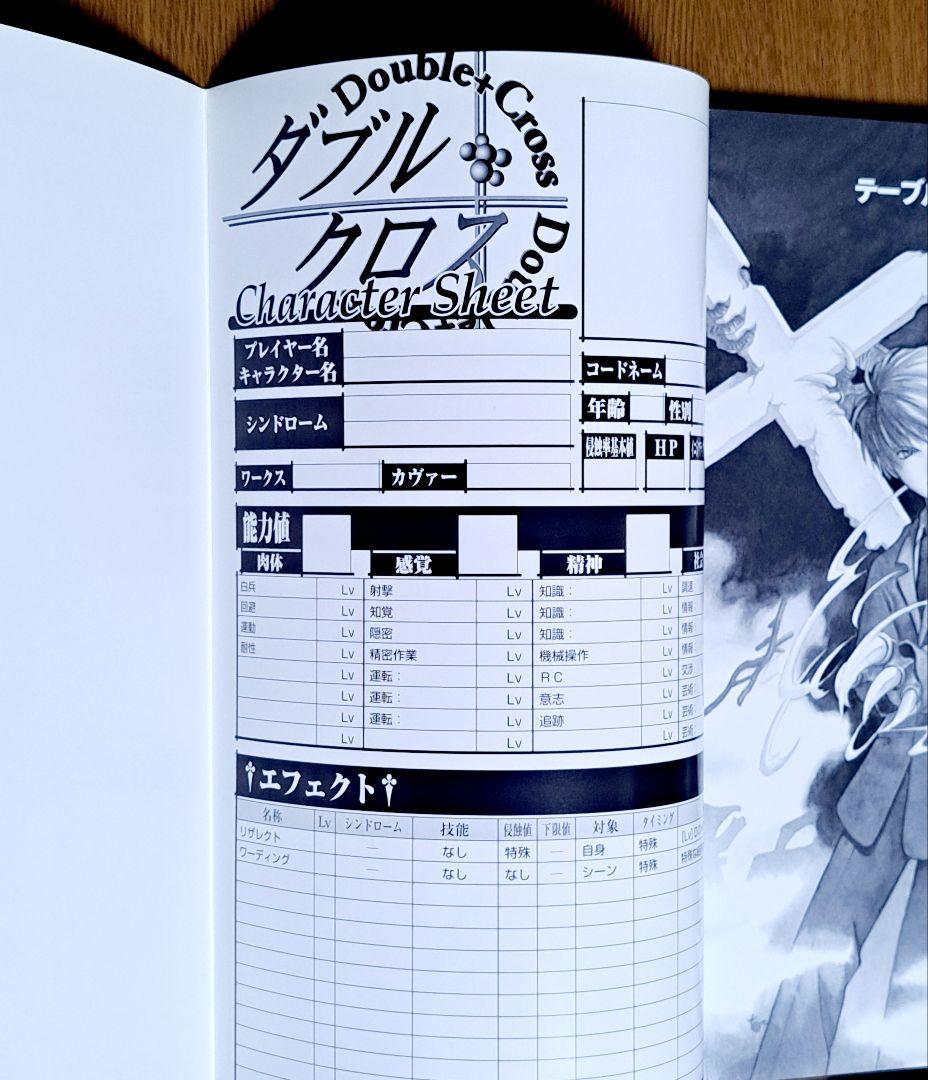 Double+Cross
ダブル
クロス
Dou
Character Sheet
プレイヤー名
キャラクター名
コードネーム
シンドローム
年齢 性別
侵蝕率基本値 HP
ワークス カヴァー
能力値
肉体 感覚 精神 社会
白兵 Lv 射撃 Lv 知識： Lv 調達
回避 Lv 知覚 Lv 知識： Lv 情報：
運動 Lv 隠密 Lv 知識： Lv 情報：
耐性 Lv 精密作業 Lv 機械操作 Lv 情報：
Lv 運転： Lv ＲＣ Lv 交渉
Lv 運転： Lv 意志 Lv 芸術：
Lv 運転： Lv 追跡 Lv 芸術：
Lv Lv Lv 芸術：
†エフェクト†
名称 Lv シンドローム 技能 侵蝕値 下限値 対象 タイミング
リザレクト ― なし 特殊 ― 自身 特殊 (Lv)D
ワーディング ― なし なし ― シーン 特殊
テーブル